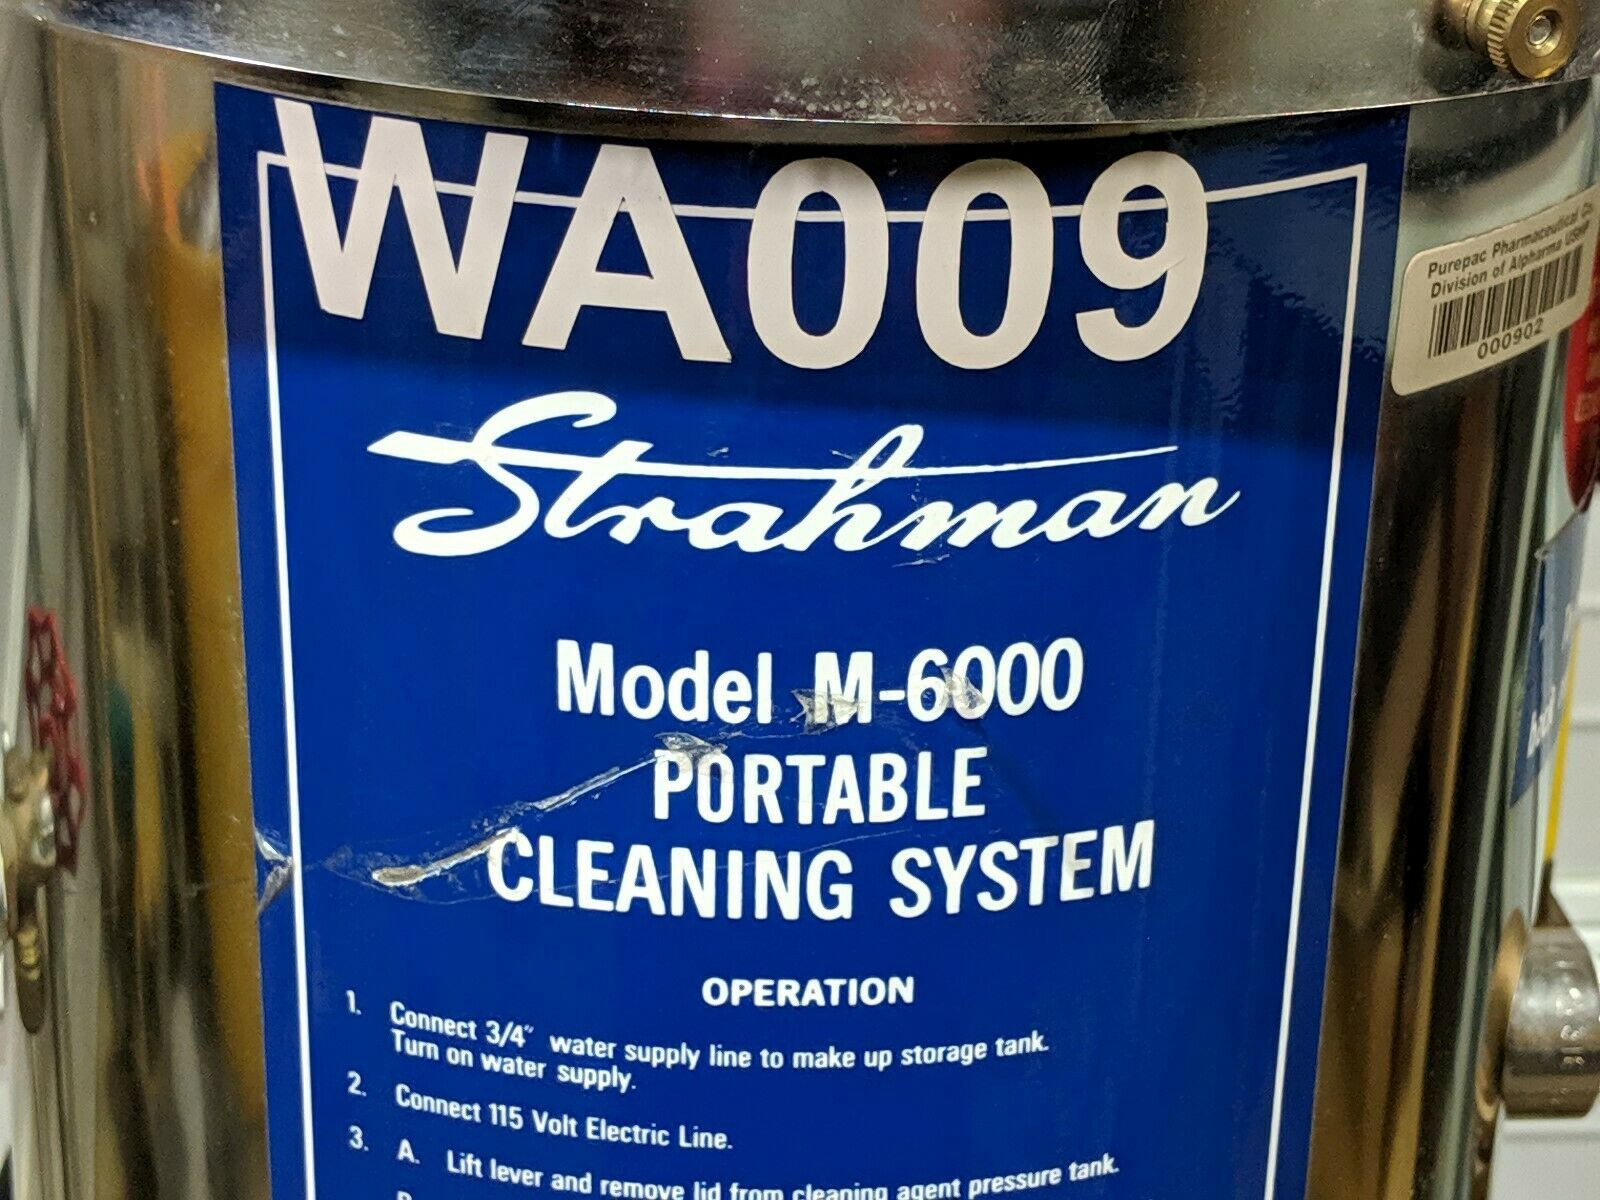 WA009
Purepac Pharmaceutical Co.
Division of Alpharma USHP
000902
Strahman
Model M-6000
PORTABLE
CLEANING SYSTEM
OPERATION
1. Connect 3/4" water supply line to make up storage tank.
Turn on water supply.
2. Connect 115 Volt Electric Line.
3. A. Lift lever and remove lid from cleaning agent pressure tank.